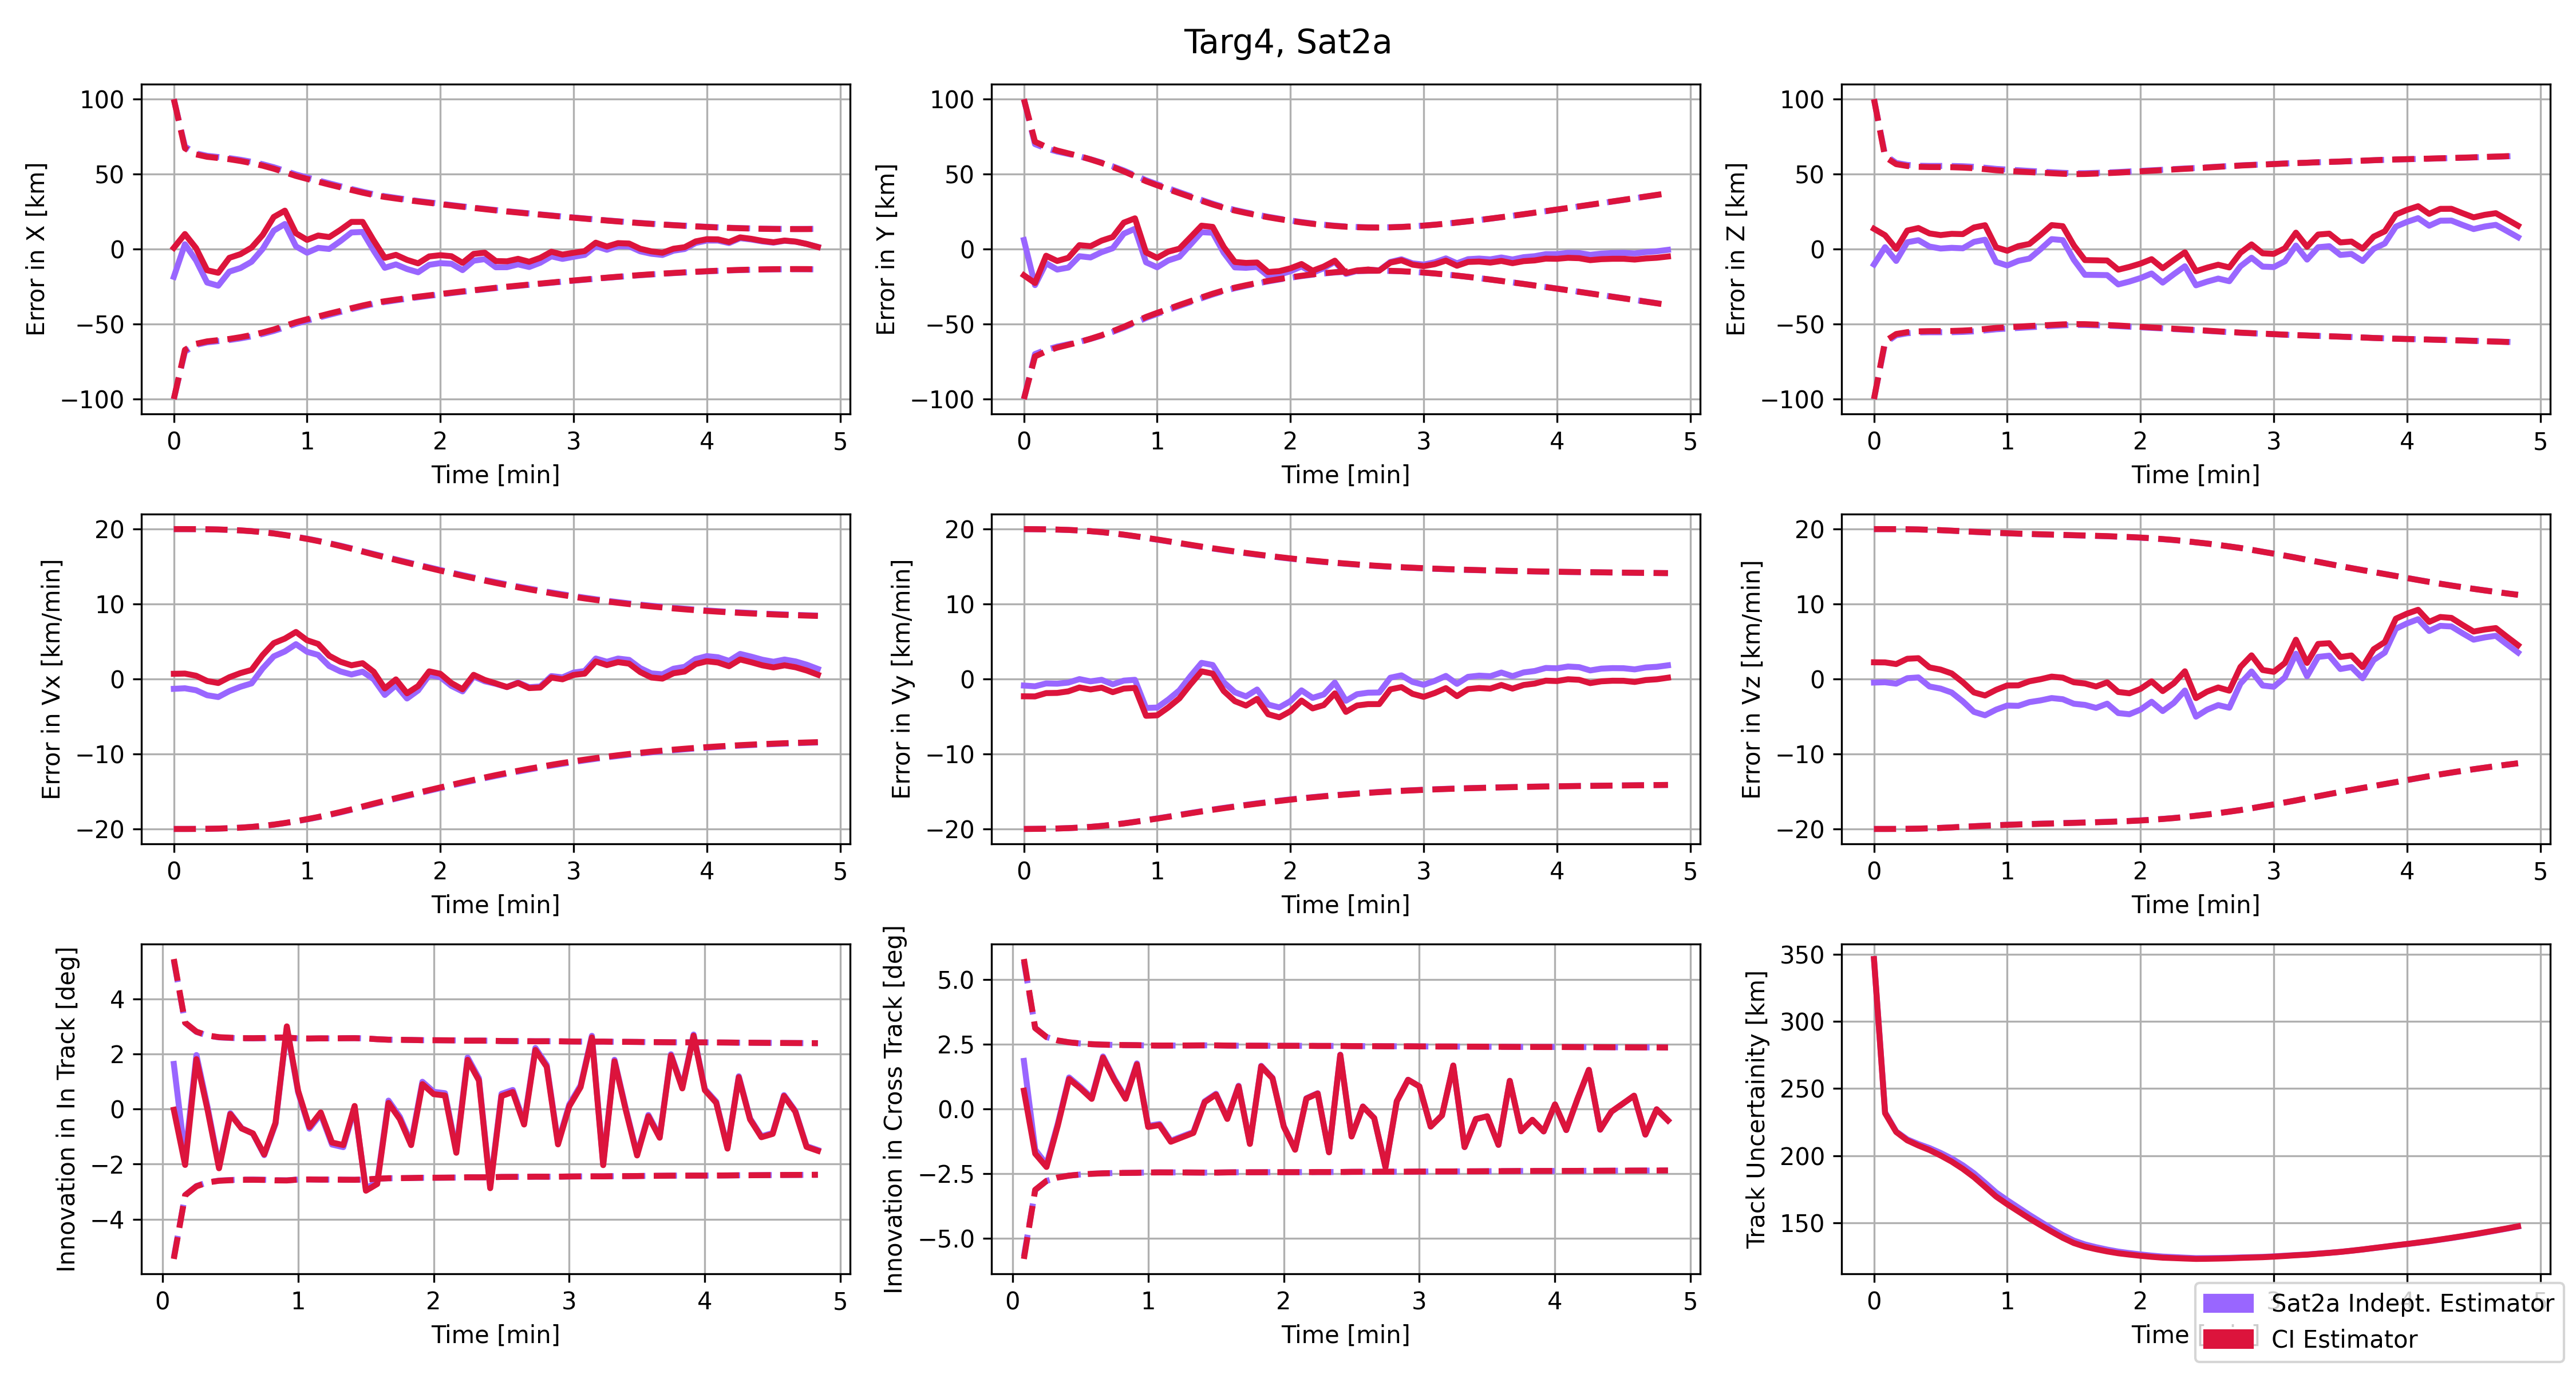 Targ4, Sat2a
Error in X [km]
100
50
0
−50
−100
0 1 2 3 4 5
Time [min]
Error in Y [km]
100
50
0
−50
−100
0 1 2 3 4 5
Time [min]
Error in Z [km]
100
50
0
−50
−100
0 1 2 3 4 5
Time [min]
Error in Vx [km/min]
20
10
0
−10
−20
0 1 2 3 4 5
Time [min]
Error in Vy [km/min]
20
10
0
−10
−20
0 1 2 3 4 5
Time [min]
Error in Vz [km/min]
20
10
0
−10
−20
0 1 2 3 4 5
Time [min]
Innovation in In Track [deg]
4
2
0
−2
−4
0 1 2 3 4 5
Time [min]
Innovation in Cross Track [deg]
5.0
2.5
0.0
−2.5
−5.0
0 1 2 3 4 5
Time [min]
Track Uncertainity [km]
350
300
250
200
150
0 1 2
Time
Sat2a Indept. Estimator
CI Estimator